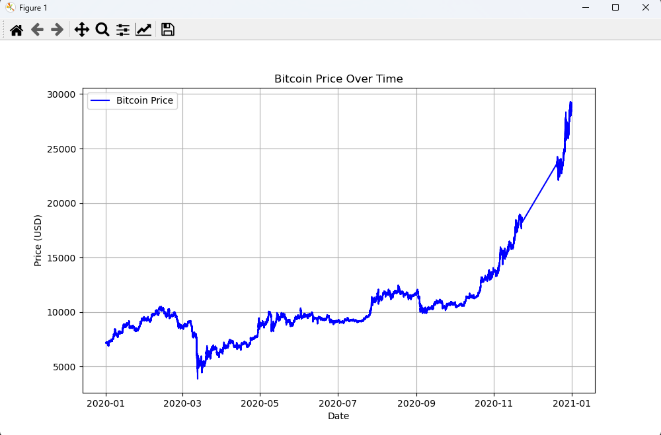 Figure 1
Bitcoin Price Over Time
Bitcoin Price
30000
25000
20000
15000
10000
5000
Price (USD)
2020-01 2020-03 2020-05 2020-07 2020-09 2020-11 2021-01
Date